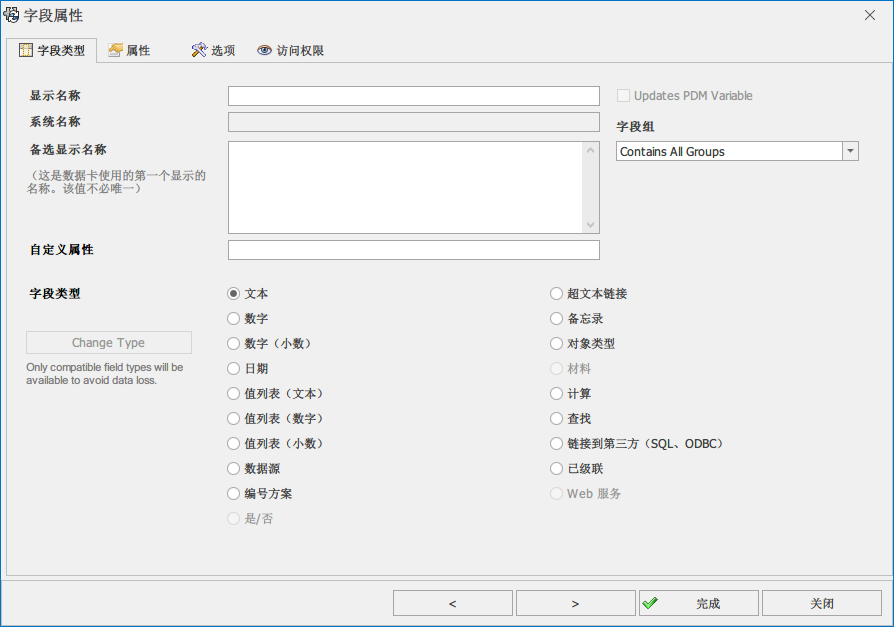 字段属性
字段类型
属性
选项
访问权限
显示名称
Updates PDM Variable
系统名称
字段组
备选显示名称
Contains All Groups
（这是数据卡使用的第一个显示的
名称。该值不必唯一）
自定义属性
字段类型
文本
超文本链接
数字
备忘录
Change Type
数字（小数）
对象类型
Only compatible field types will be
available to avoid data loss.
日期
材料
值列表（文本）
计算
值列表（数字）
查找
值列表（小数）
链接到第三方（SQL、ODBC）
数据源
已级联
编号方案
Web 服务
是/否
<
>
完成
关闭